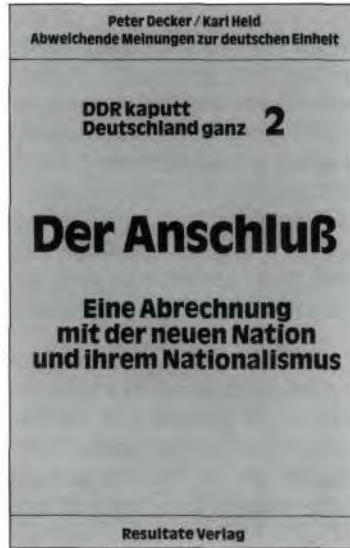 Peter Decker / Karl Held
Abweichende Meinungen zur deutschen Einheit
DDR kaputt
Deutschland ganz 2
Der Anschluß
Eine Abrechnung
mit der neuen Nation
und ihrem Nationalismus
Resultate Verlag